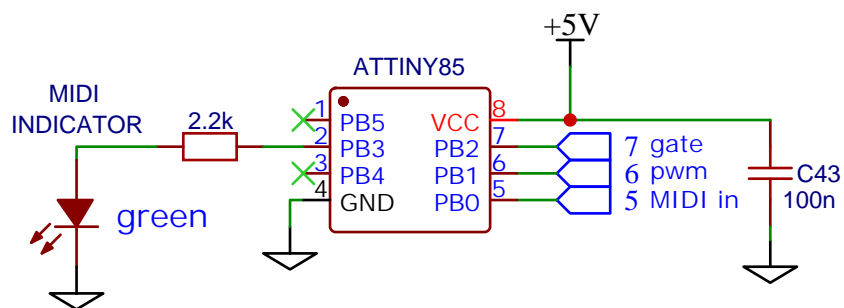 +5V
ATTINY85
MIDI
INDICATOR
2.2k
green
1 PB5
2 PB3
3 PB4
4 GND
VCC 8
PB2 7
PB1 6
PB0 5
7 gate
6 pwm
5 MIDI in
C43
100n